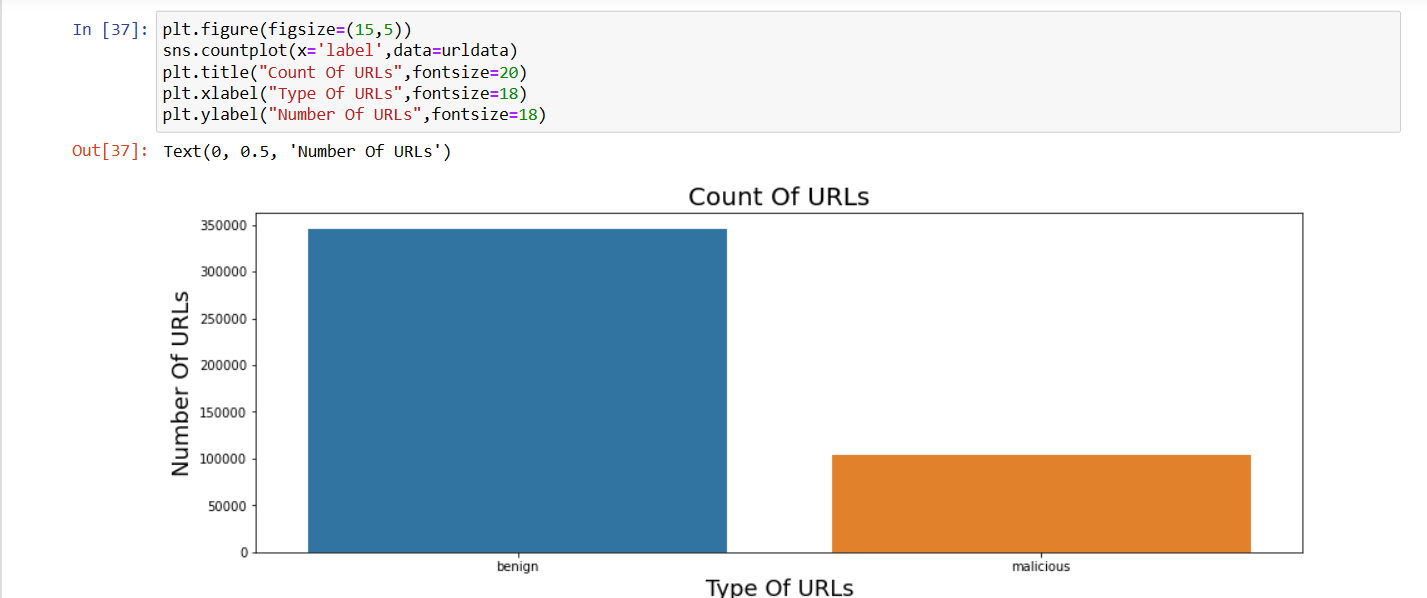 In [37]: plt.figure(figsize=(15,5))
sns.countplot(x='label',data=urldata)
plt.title("Count Of URLs",fontsize=20)
plt.xlabel("Type Of URLs",fontsize=18)
plt.ylabel("Number Of URLs",fontsize=18)
Out[37]: Text(0, 0.5, 'Number Of URLs')
Count Of URLs
Number Of URLs
350000
300000
250000
200000
150000
100000
50000
0
benign malicious
Type Of URLs